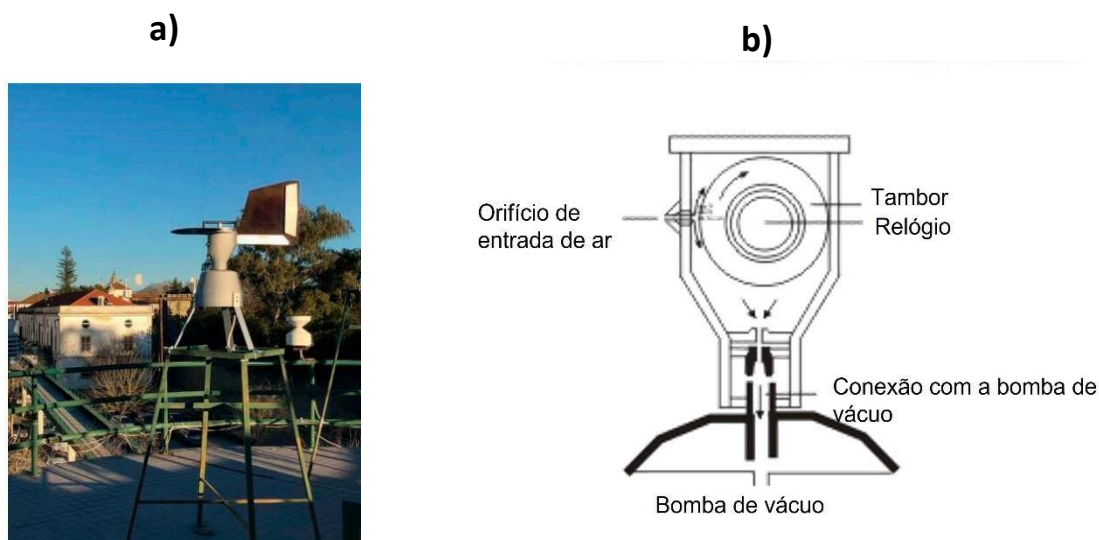 a)
b)
Orifício de
entrada de ar
Tambor
Relógio
Conexão com a bomba de
vácuo
Bomba de vácuo